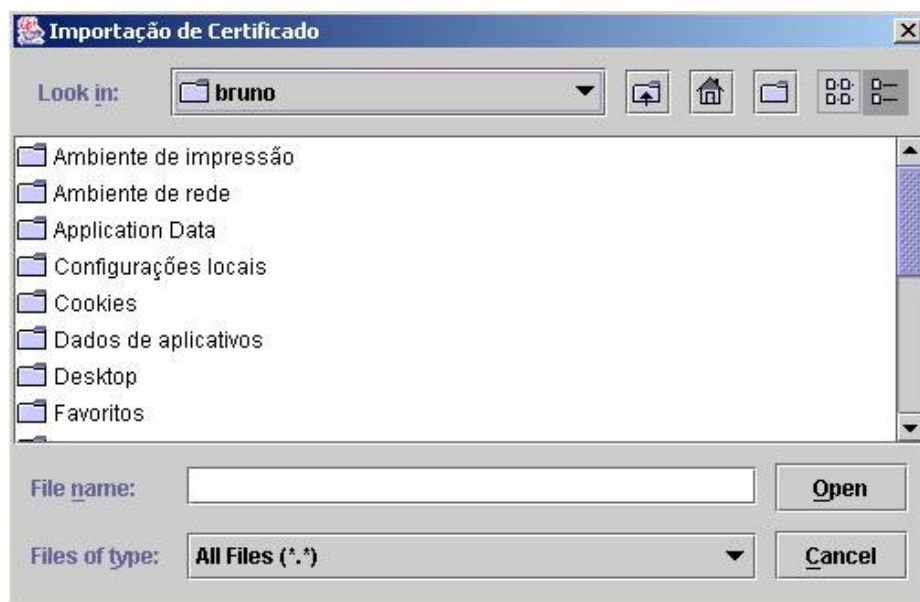 Importação de Certificado
Look in: bruno
Ambiente de impressão
Ambiente de rede
Application Data
Configurações locais
Cookies
Dados de aplicativos
Desktop
Favoritos
File name: Open
Files of type: All Files (*.*) Cancel